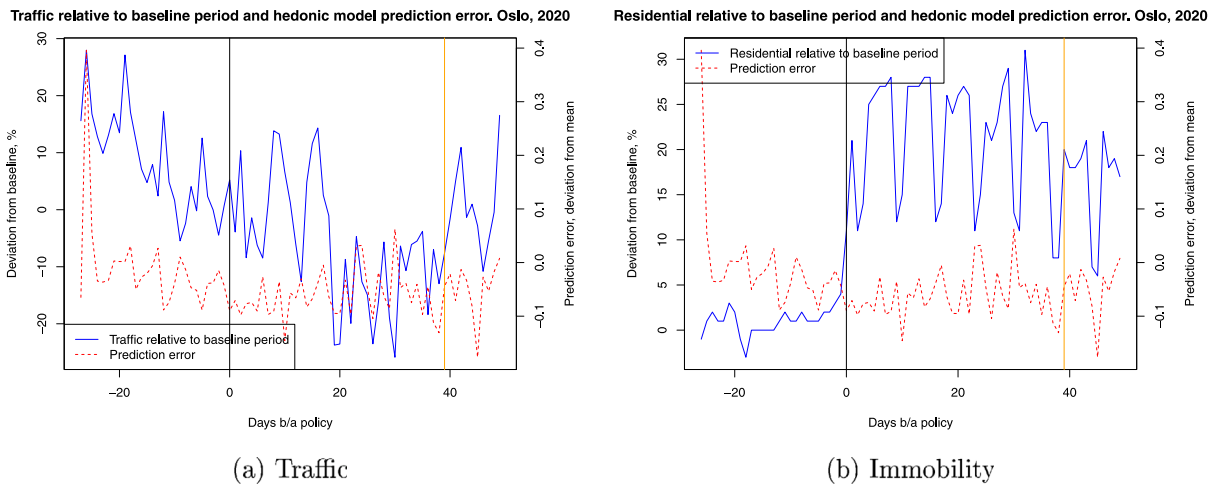 Traffic relative to baseline period and hedonic model prediction error. Oslo, 2020
Deviation from baseline, %
30
20
10
0
−10
−20
Prediction error, deviation from mean
0.4
0.3
0.2
0.1
0.0
−0.1
Traffic relative to baseline period
Prediction error
−20
0
20
40
Days b/a policy
(a) Traffic
Residential relative to baseline period and hedonic model prediction error. Oslo, 2020
Deviation from baseline, %
30
25
20
15
10
5
0
Prediction error, deviation from mean
0.4
0.3
0.2
0.1
0.0
−0.1
Residential relative to baseline period
Prediction error
−20
0
20
40
Days b/a policy
(b) Immobility